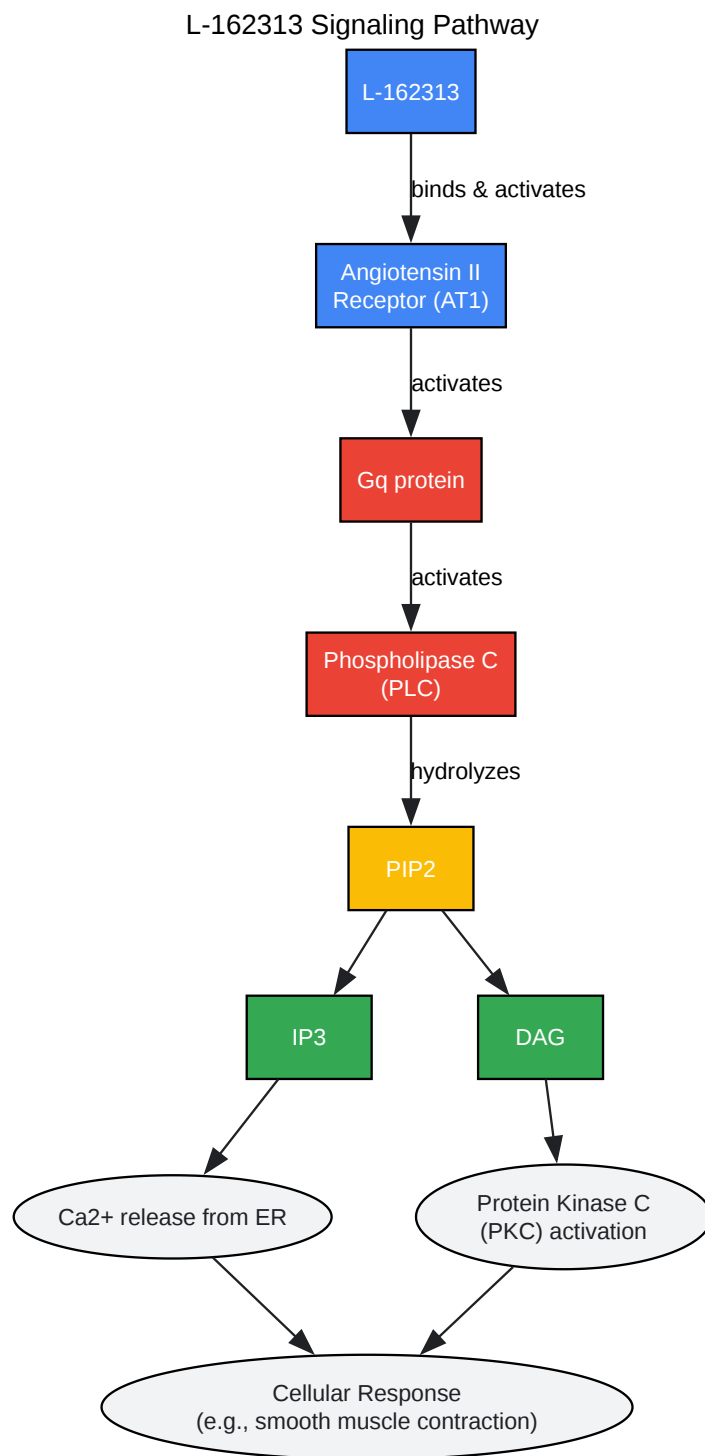 L-162313 Signaling Pathway
L-162313
binds & activates
Angiotensin II
Receptor (AT1)
activates
Gq protein
activates
Phospholipase C
(PLC)
hydrolyzes
PIP2
IP3
DAG
Ca2+ release from ER
Protein Kinase C
(PKC) activation
Cellular Response
(e.g., smooth muscle contraction)